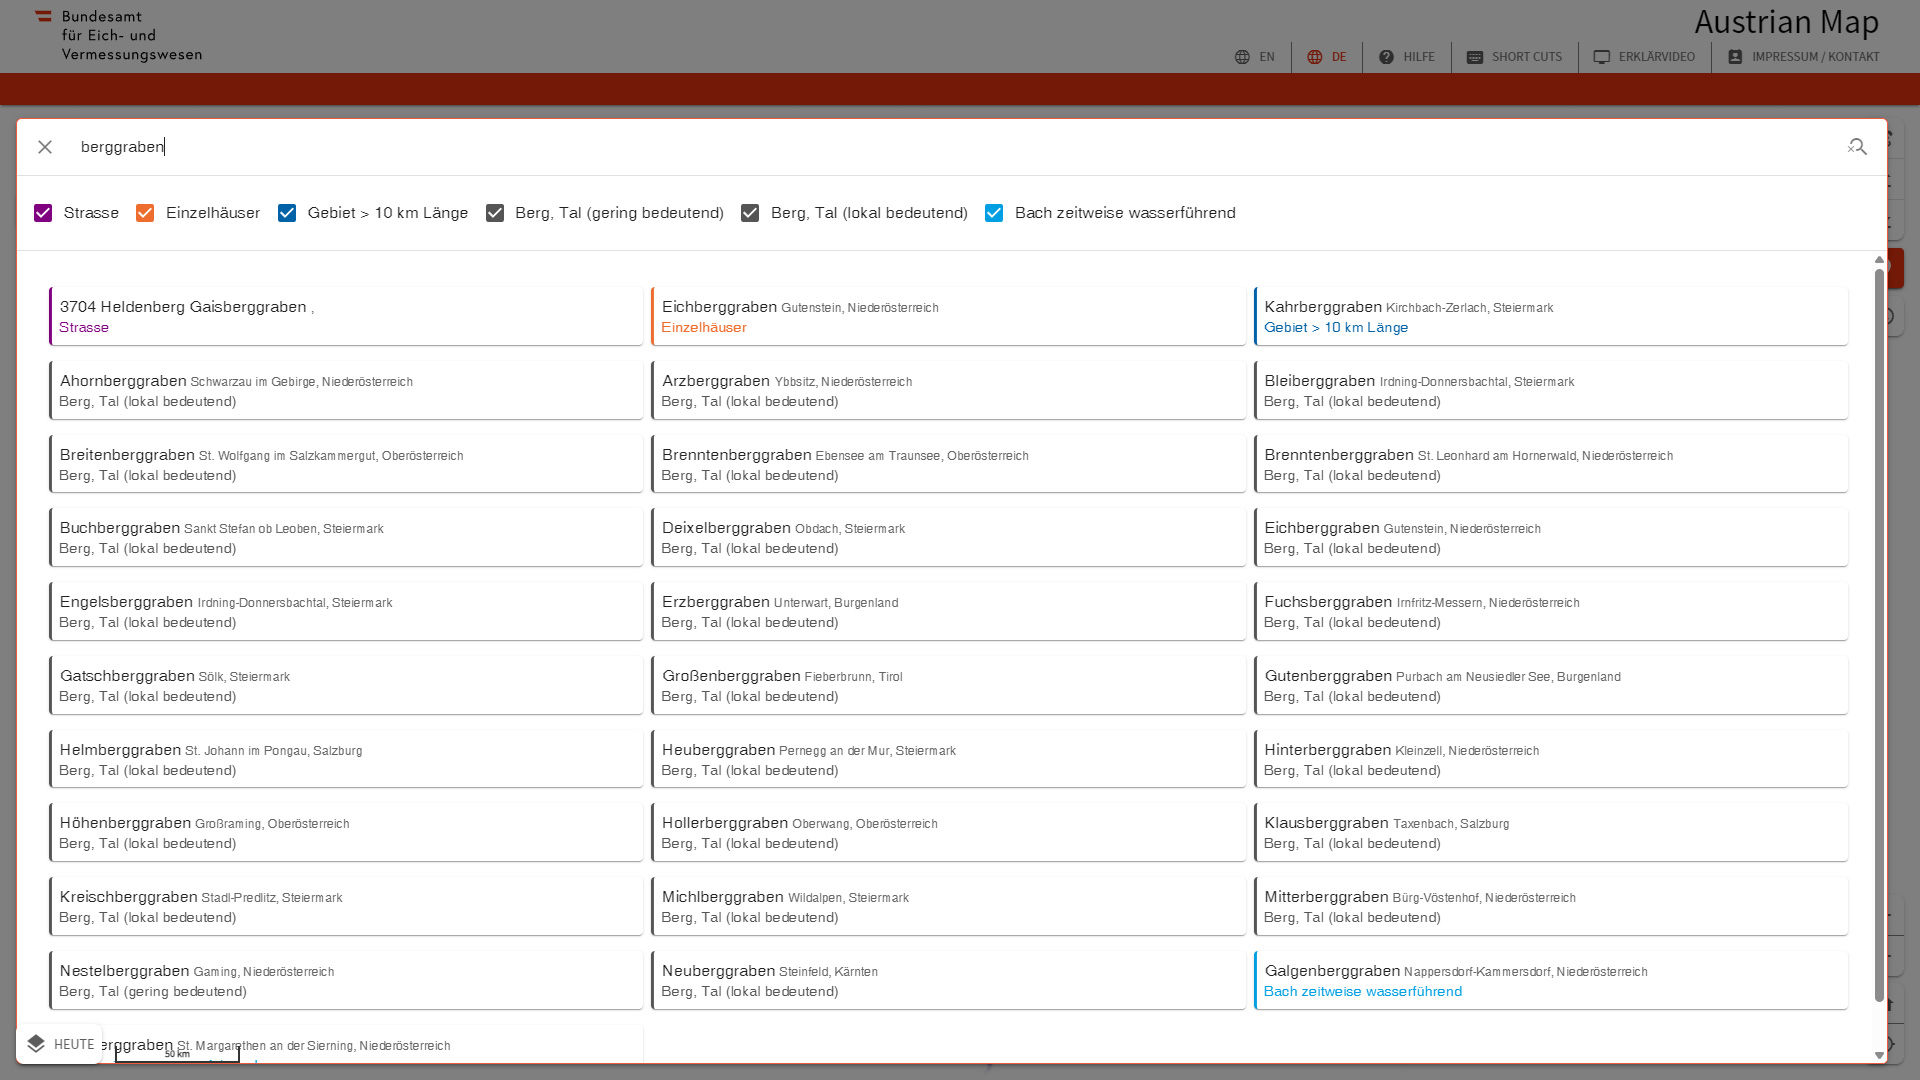 Bundesamt
für Eich- und
Vermessungswesen
Austrian Map
EN
DE
HILFE
SHORT CUTS
ERKLÄRVIDEO
IMPRESSUM / KONTAKT
berggraben
Strasse
Einzelhäuser
Gebiet > 10 km Länge
Berg, Tal (gering bedeutend)
Berg, Tal (lokal bedeutend)
Bach zeitweise wasserführend
3704 Heldenberg Gaisberggraben ,
Strasse
Eichberggraben Gutenstein, Niederösterreich
Einzelhäuser
Kahrberggraben Kirchbach-Zerlach, Steiermark
Gebiet > 10 km Länge
Ahornberggraben Schwarzau im Gebirge, Niederösterreich
Berg, Tal (lokal bedeutend)
Arzberggraben Ybbsitz, Niederösterreich
Berg, Tal (lokal bedeutend)
Bleiberggraben Irdning-Donnersbachtal, Steiermark
Berg, Tal (lokal bedeutend)
Breitenberggraben St. Wolfgang im Salzkammergut, Oberösterreich
Berg, Tal (lokal bedeutend)
Brenntenberggraben Ebensee am Traunsee, Oberösterreich
Berg, Tal (lokal bedeutend)
Brenntenberggraben St. Leonhard am Hornerwald, Niederösterreich
Berg, Tal (lokal bedeutend)
Buchberggraben Sankt Stefan ob Leoben, Steiermark
Berg, Tal (lokal bedeutend)
Deixelberggraben Obdach, Steiermark
Berg, Tal (lokal bedeutend)
Eichberggraben Gutenstein, Niederösterreich
Berg, Tal (lokal bedeutend)
Engelsberggraben Irdning-Donnersbachtal, Steiermark
Berg, Tal (lokal bedeutend)
Erzberggraben Unterwart, Burgenland
Berg, Tal (lokal bedeutend)
Fuchsberggraben Irnfritz-Messern, Niederösterreich
Berg, Tal (lokal bedeutend)
Gatschberggraben Sölk, Steiermark
Berg, Tal (lokal bedeutend)
Großenberggraben Fieberbrunn, Tirol
Berg, Tal (lokal bedeutend)
Gutenberggraben Purbach am Neusiedler See, Burgenland
Berg, Tal (lokal bedeutend)
Helmberggraben St. Johann im Pongau, Salzburg
Berg, Tal (lokal bedeutend)
Heuberggraben Pernegg an der Mur, Steiermark
Berg, Tal (lokal bedeutend)
Hinterberggraben Kleinzell, Niederösterreich
Berg, Tal (lokal bedeutend)
Höhenberggraben Großraming, Oberösterreich
Berg, Tal (lokal bedeutend)
Hollerberggraben Oberwang, Oberösterreich
Berg, Tal (lokal bedeutend)
Klausberggraben Taxenbach, Salzburg
Berg, Tal (lokal bedeutend)
Kreischberggraben Stadl-Predlitz, Steiermark
Berg, Tal (lokal bedeutend)
Michlberggraben Wildalpen, Steiermark
Berg, Tal (lokal bedeutend)
Mitterberggraben Bürg-Vöstenhof, Niederösterreich
Berg, Tal (lokal bedeutend)
Nestelberggraben Gaming, Niederösterreich
Berg, Tal (gering bedeutend)
Neuberggraben Steinfeld, Kärnten
Berg, Tal (lokal bedeutend)
Galgenberggraben Nappersdorf-Kammersdorf, Niederösterreich
Bach zeitweise wasserführend
HEUTE
erggraben St. Margarethen an der Sierning, Niederösterreich
50 km